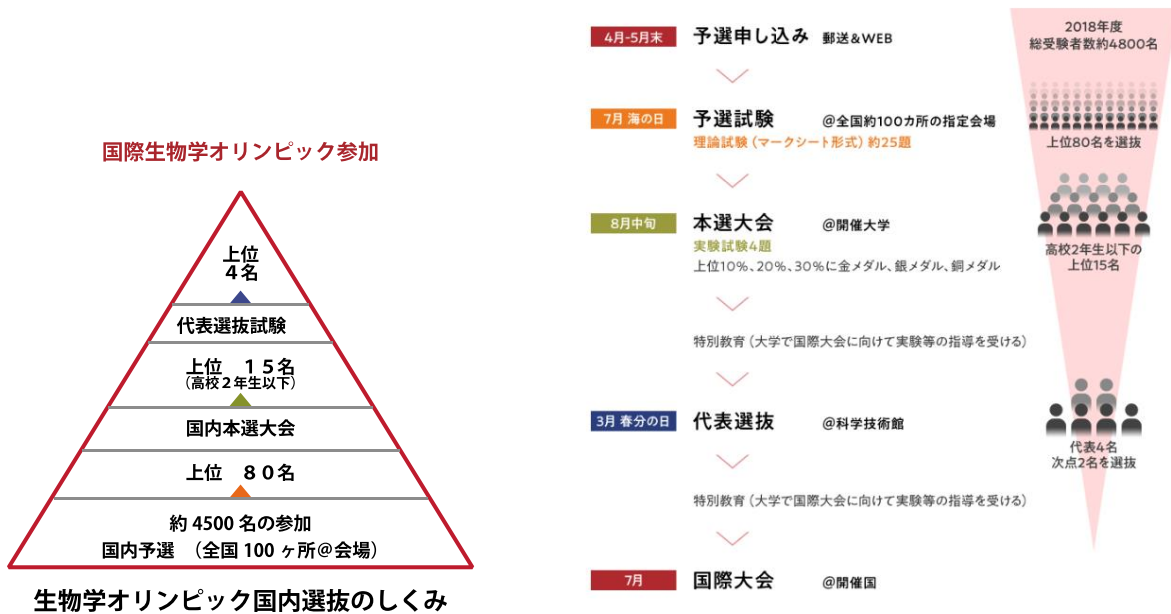 国際生物学オリンピック参加
上位
4名
代表選抜試験
上位 15名
(高校2年生以下)
国内本選大会
上位 80名
約4500名の参加
国内予選 (全国100ヶ所@会場)
生物学オリンピック国内選抜のしくみ
4月-5月末 予選申し込み 郵送&WEB
7月 海の日 予選試験 @全国約100カ所の指定会場
理論試験(マークシート形式)約25題
8月中旬 本選大会 @開催大学
実験試験4題
上位10%、20%、30%に金メダル、銀メダル、銅メダル
特別教育(大学で国際大会に向けて実験等の指導を受ける)
3月 春分の日 代表選抜 @科学技術館
特別教育(大学で国際大会に向けて実験等の指導を受ける)
7月 国際大会 @開催国
2018年度
総受験者数約4800名
上位80名を選抜
高校2年生以下の
上位15名
代表4名
次点2名を選抜